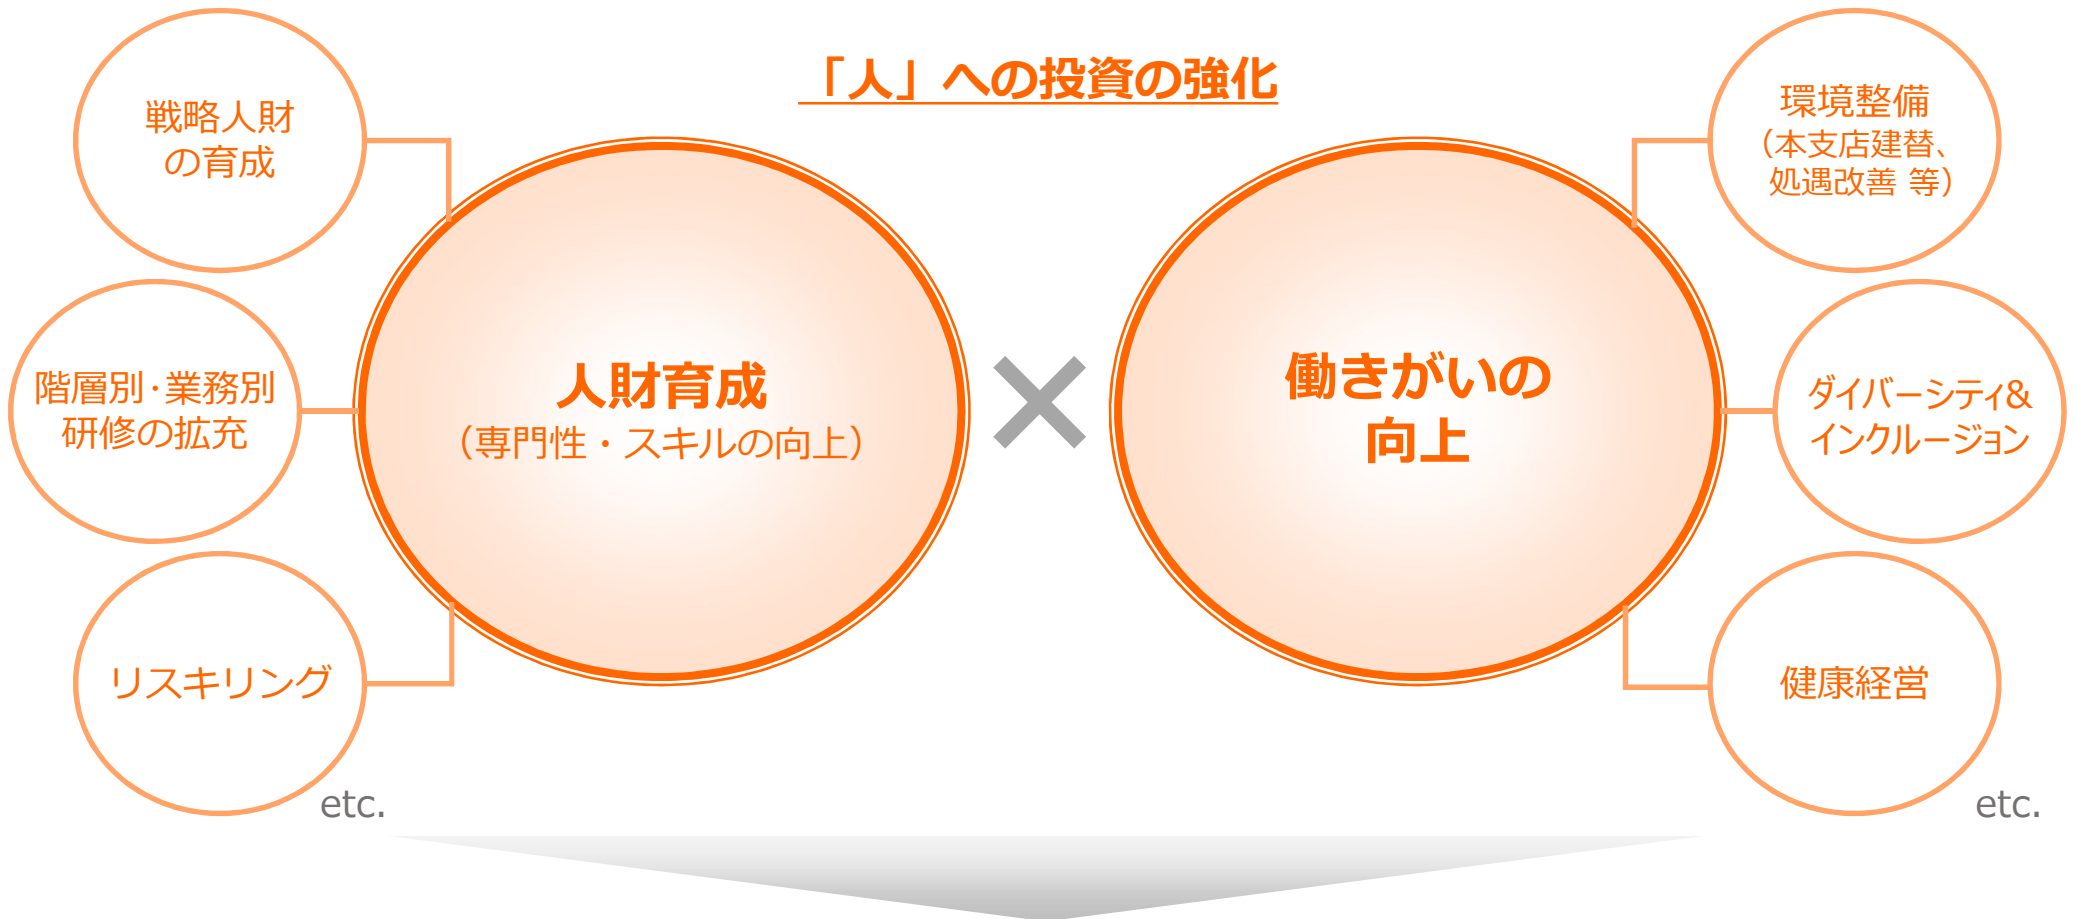 「人」への投資の強化
戦略人財
の育成
階層別・業務別
研修の拡充
リスキリング
etc.
人財育成
（専門性・スキルの向上）
×
働きがいの
向上
環境整備
（本支店建替、
処遇改善 等）
ダイバーシティ&
インクルージョン
健康経営
etc.